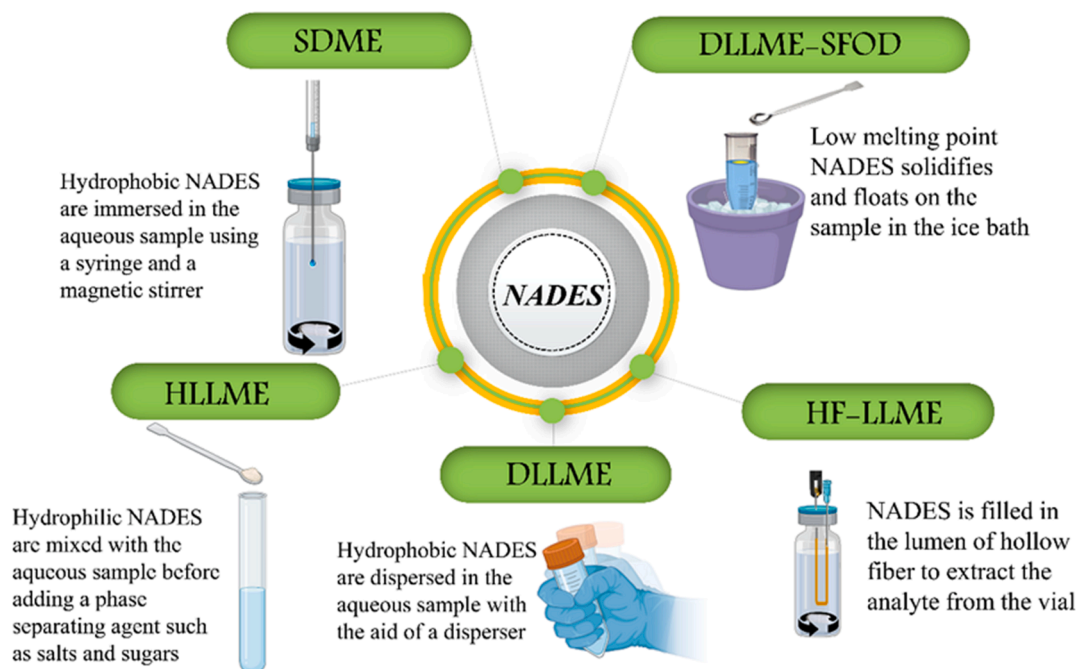 SDME
Hydrophobic NADES
are immersed in the
aqueous sample using
a syringe and a
magnetic stirrer
DLLME-SFOD
Low melting point
NADES solidifies
and floats on the
sample in the ice bath
NADES
HLLME
Hydrophilic NADES
are mixed with the
aqueous sample before
adding a phase
separating agent such
as salts and sugars
DLLME
Hydrophobic NADES
are dispersed in the
aqueous sample with
the aid of a disperser
HF-LLME
NADES is filled in
the lumen of hollow
fiber to extract the
analyte from the vial